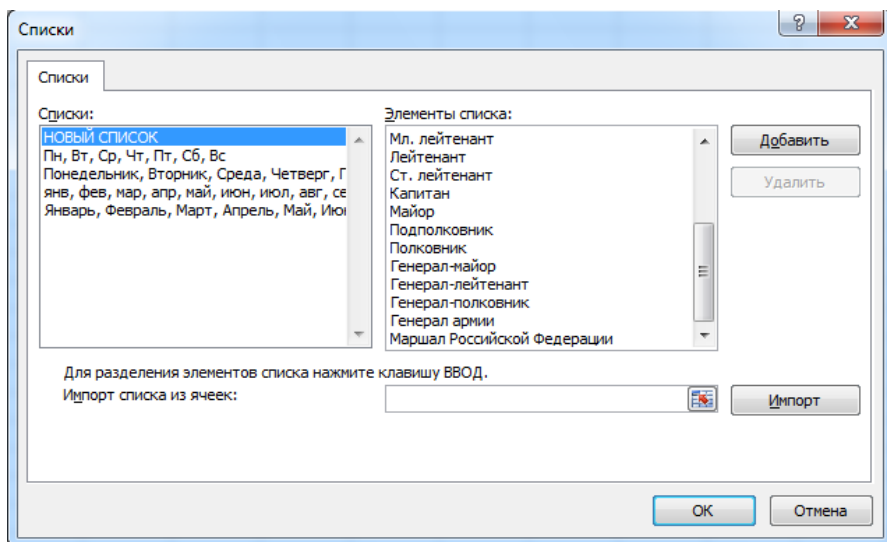 Списки
Списки
Списки:
НОВЫЙ СПИСОК
Пн, Вт, Ср, Чт, Пт, Сб, Вс
Понедельник, Вторник, Среда, Четверг, Г
янв, фев, мар, апр, май, июн, июл, авг, се
Январь, Февраль, Март, Апрель, Май, Ию
Элементы списка:
Мл. лейтенант
Лейтенант
Ст. лейтенант
Капитан
Майор
Подполковник
Полковник
Генерал-майор
Генерал-лейтенант
Генерал-полковник
Генерал армии
Маршал Российской Федерации
Добавить
Удалить
Для разделения элементов списка нажмите клавишу ВВОД.
Импорт списка из ячеек:
Импорт
ОК
Отмена